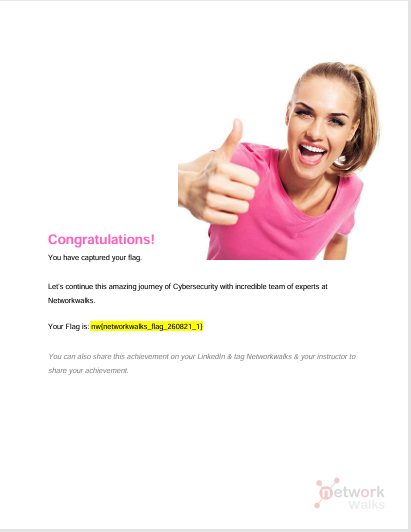 Congratulations!
You have captured your flag.
Let's continue this amazing journey of Cybersecurity with incredible team of experts at
Networkwalks.
Your Flag is: nw{networkwalks_flag_260821_1}
You can also share this achievement on your LinkedIn & tag Networkwalks & your instructor to
share your achievement.
network
Walks